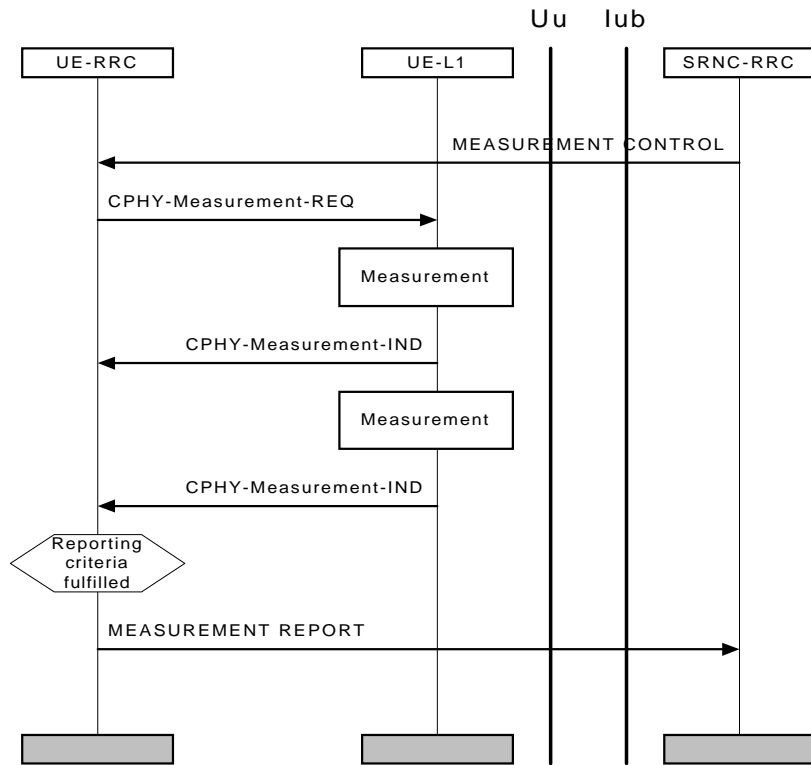 Uu Iub
UE-RRC UE-L1 SRNC-RRC
MEASUREMENT CONTROL
CPHY-Measurement-REQ
Measurement
CPHY-Measurement-IND
Measurement
CPHY-Measurement-IND
Reporting
criteria
fulfilled
MEASUREMENT REPORT